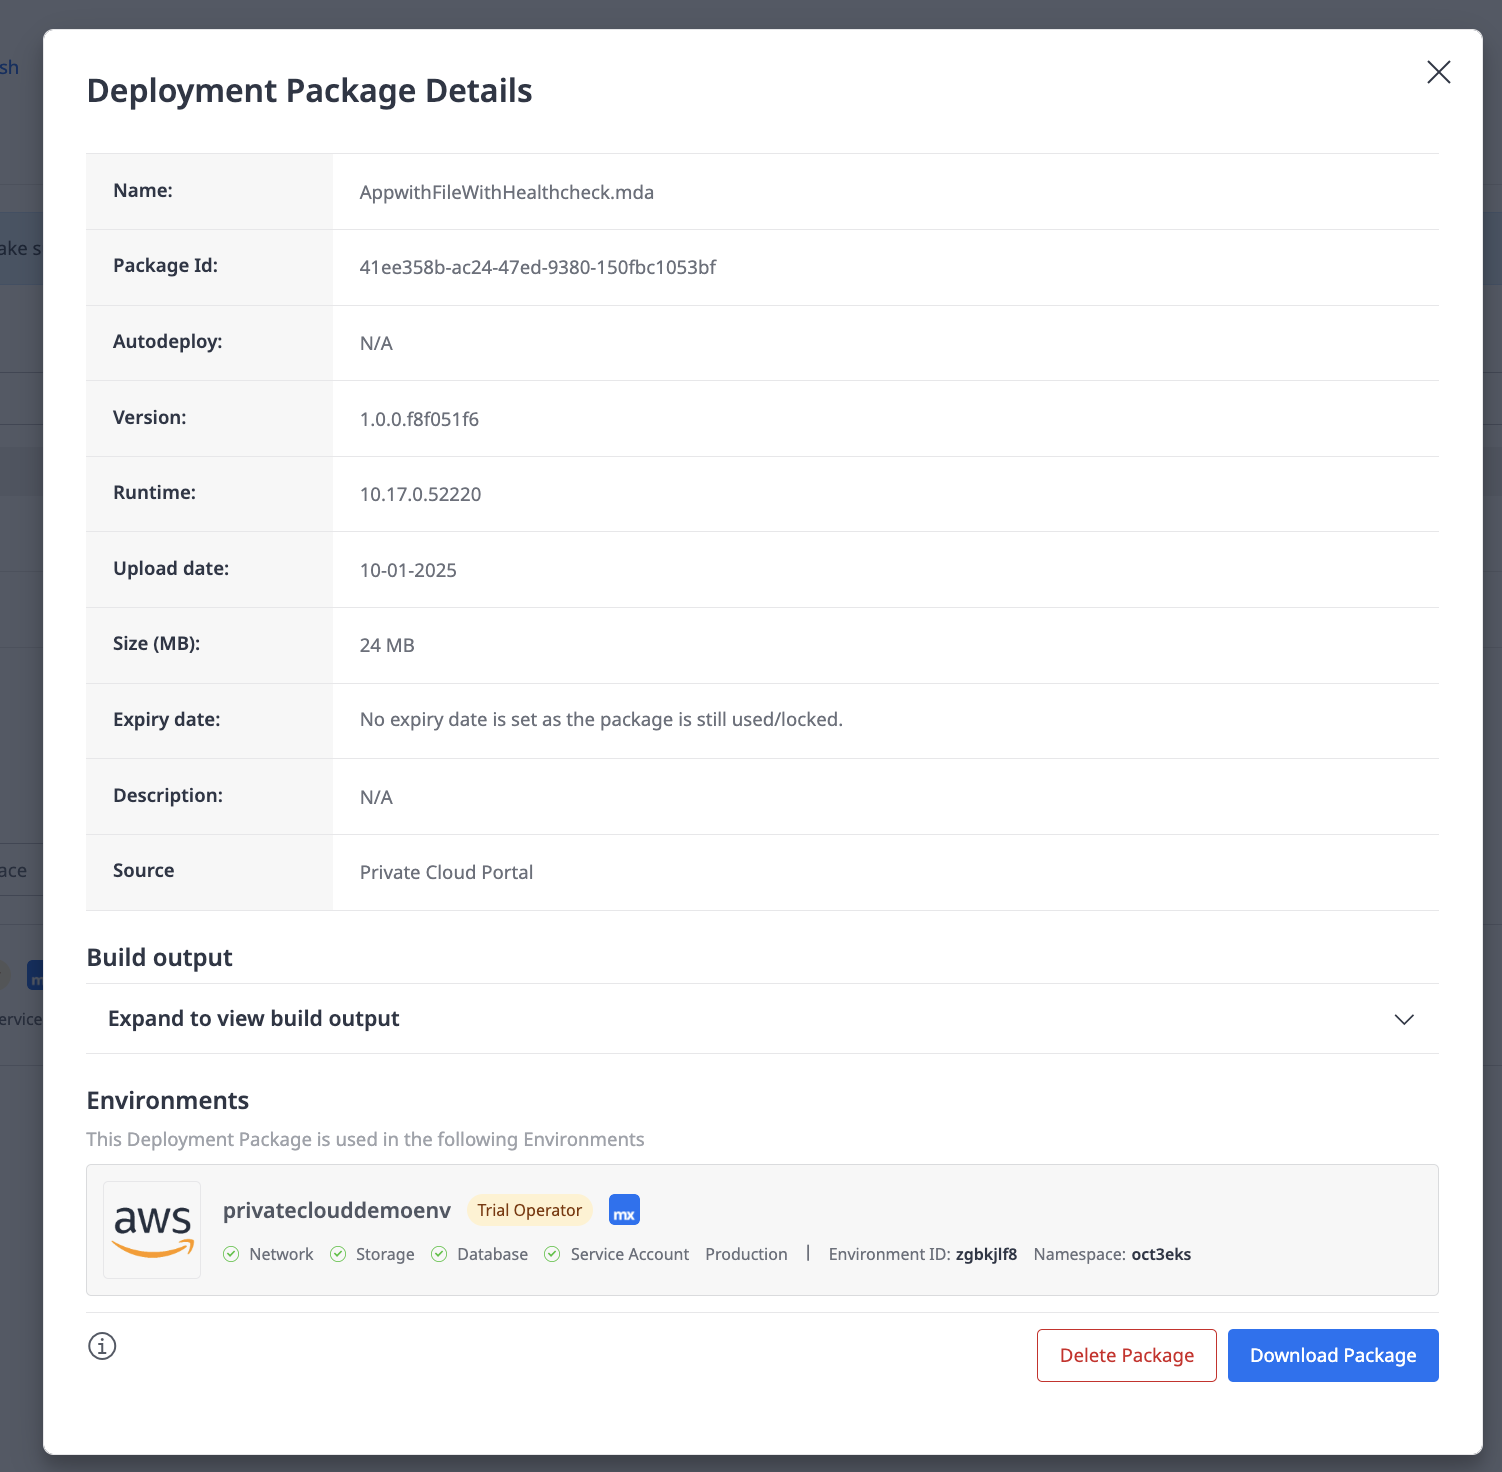 sh
Deployment Package Details
Name: AppwithFileWithHealthcheck.mda
ake s
Package Id: 41ee358b-ac24-47ed-9380-150fbc1053bf
Autodeploy: N/A
Version: 1.0.0.f8f051f6
Runtime: 10.17.0.52220
Upload date: 10-01-2025
Size (MB): 24 MB
Expiry date: No expiry date is set as the package is still used/locked.
Description: N/A
ace
Source Private Cloud Portal
Build output
ervice
Expand to view build output
Environments
This Deployment Package is used in the following Environments
aws
privateclouddemoenv Trial Operator mx
Network Storage Database Service Account Production | Environment ID: zgbkjlf8 Namespace: oct3eks
Delete Package Download Package